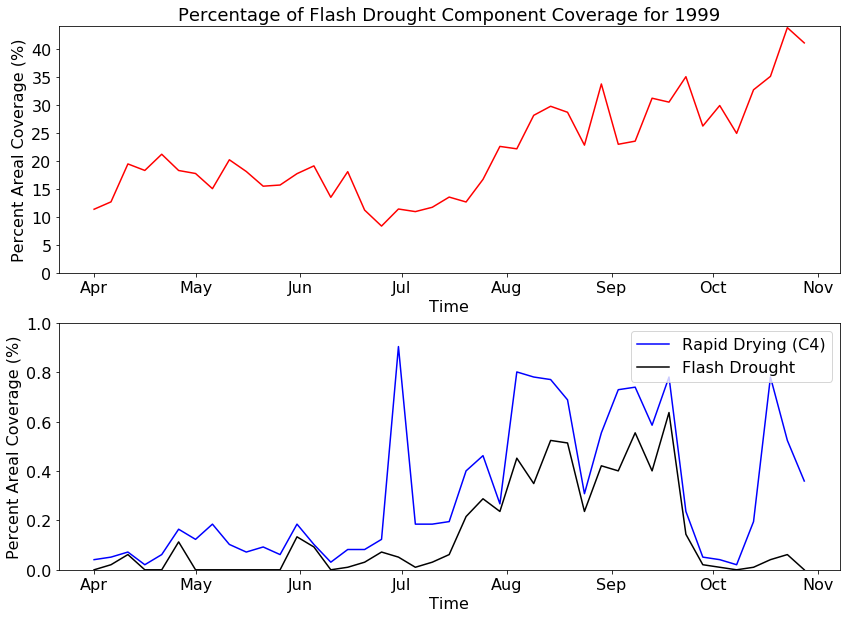 Percentage of Flash Drought Component Coverage for 1999
Percent Areal Coverage (%)
40
35
30
25
20
15
10
5
0
Apr May Jun Jul Aug Sep Oct Nov
Time
Percent Areal Coverage (%)
1.0
0.8
0.6
0.4
0.2
0.0
Rapid Drying (C4)
Flash Drought
Apr May Jun Jul Aug Sep Oct Nov
Time